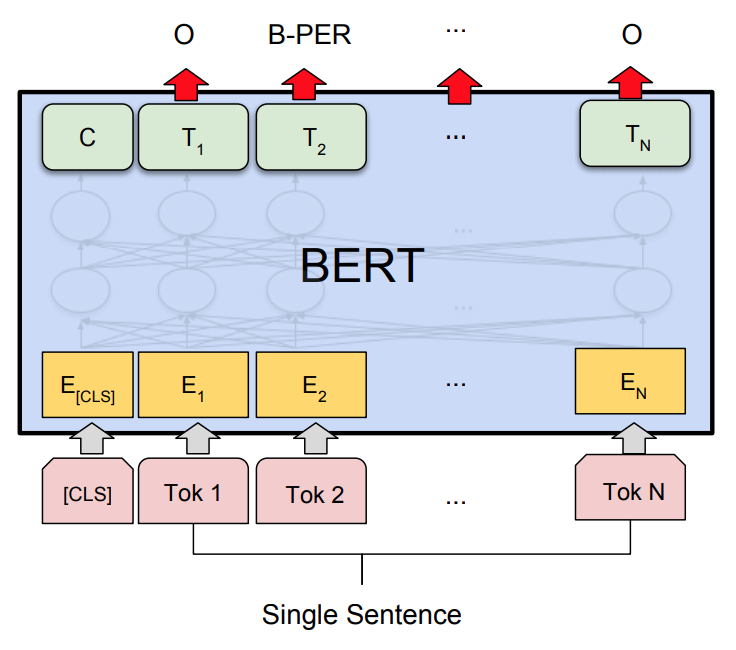 O B-PER ... O
C T1 T2 ... TN
...
BERT
...
E[CLS] E1 E2 ... EN
[CLS] Tok 1 Tok 2 ... Tok N
Single Sentence